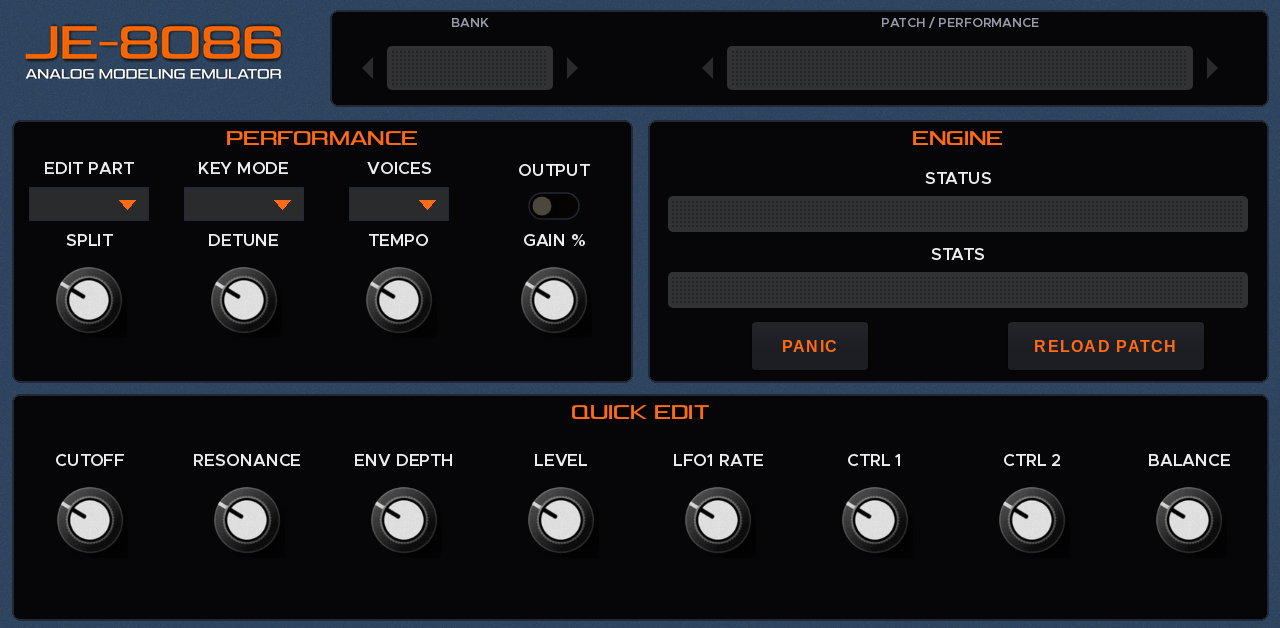 JE-8086
ANALOG MODELING EMULATOR
BANK
PATCH / PERFORMANCE
PERFORMANCE
EDIT PART
KEY MODE
VOICES
OUTPUT
SPLIT
DETUNE
TEMPO
GAIN %
ENGINE
STATUS
STATS
PANIC
RELOAD PATCH
QUICK EDIT
CUTOFF
RESONANCE
ENV DEPTH
LEVEL
LFO1 RATE
CTRL 1
CTRL 2
BALANCE